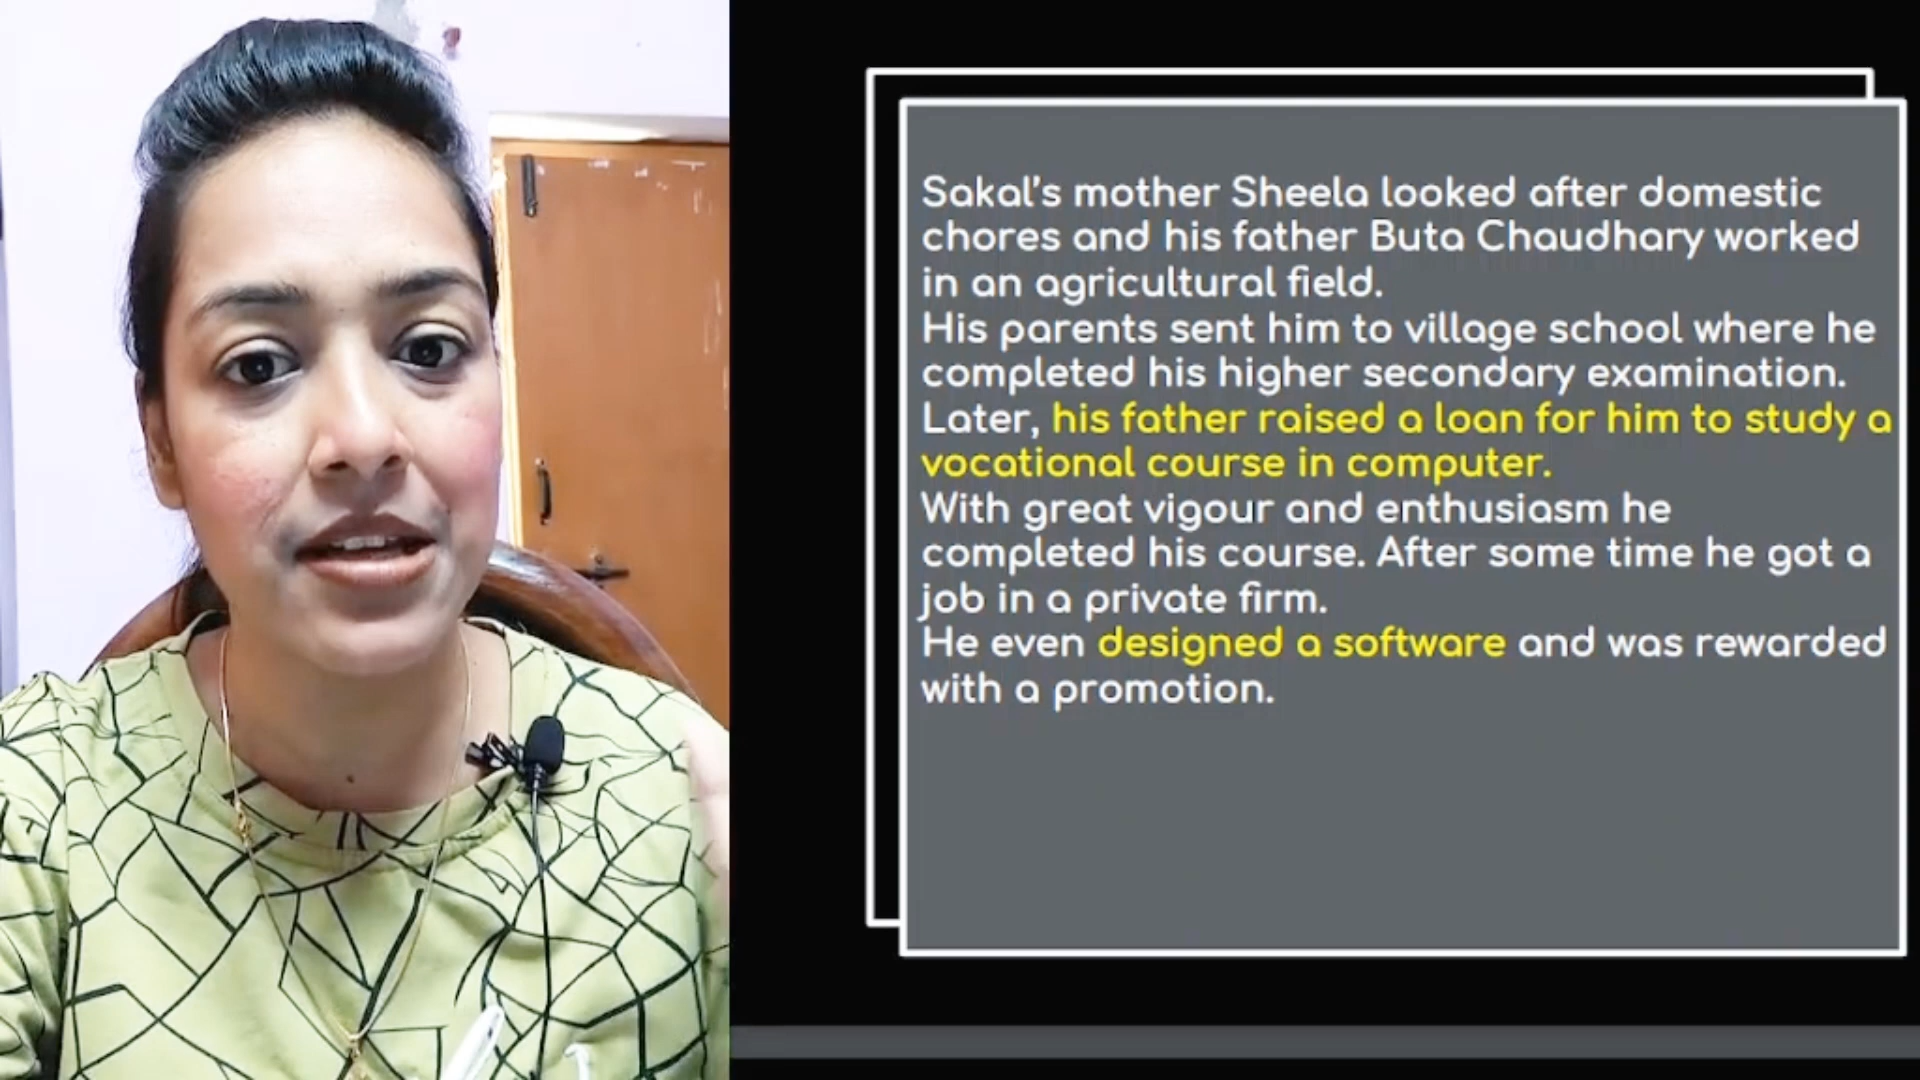 Sakal's mother Sheela looked after domestic
chores and his father Buta Chaudhary worked
in an agricultural field.
His parents sent him to village school where he
completed his higher secondary examination.
Later, his father raised a loan for him to study a
vocational course in computer.
With great vigour and enthusiasm he
completed his course. After some time he got a
job in a private firm.
He even designed a software and was rewarded
with a promotion.